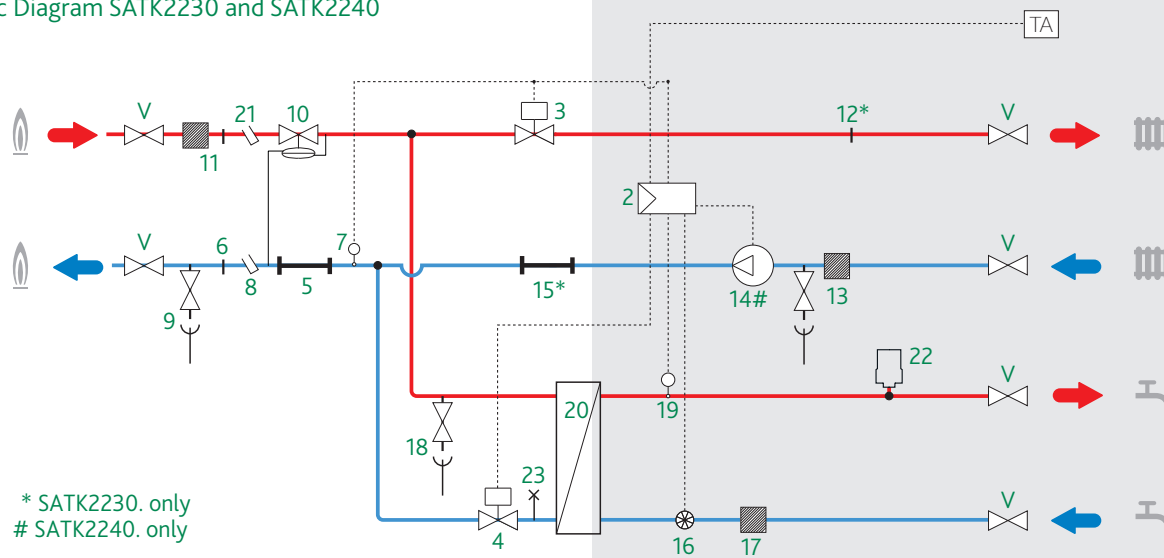 c Diagram SATK2230 and SATK2240
TA
V
21
10
3
12*
V
11
2
V
6
7
V
8
5
15*
14#
13
9
22
V
20
19
18
23
V
4
16
17
* SATK2230. only
# SATK2240. only